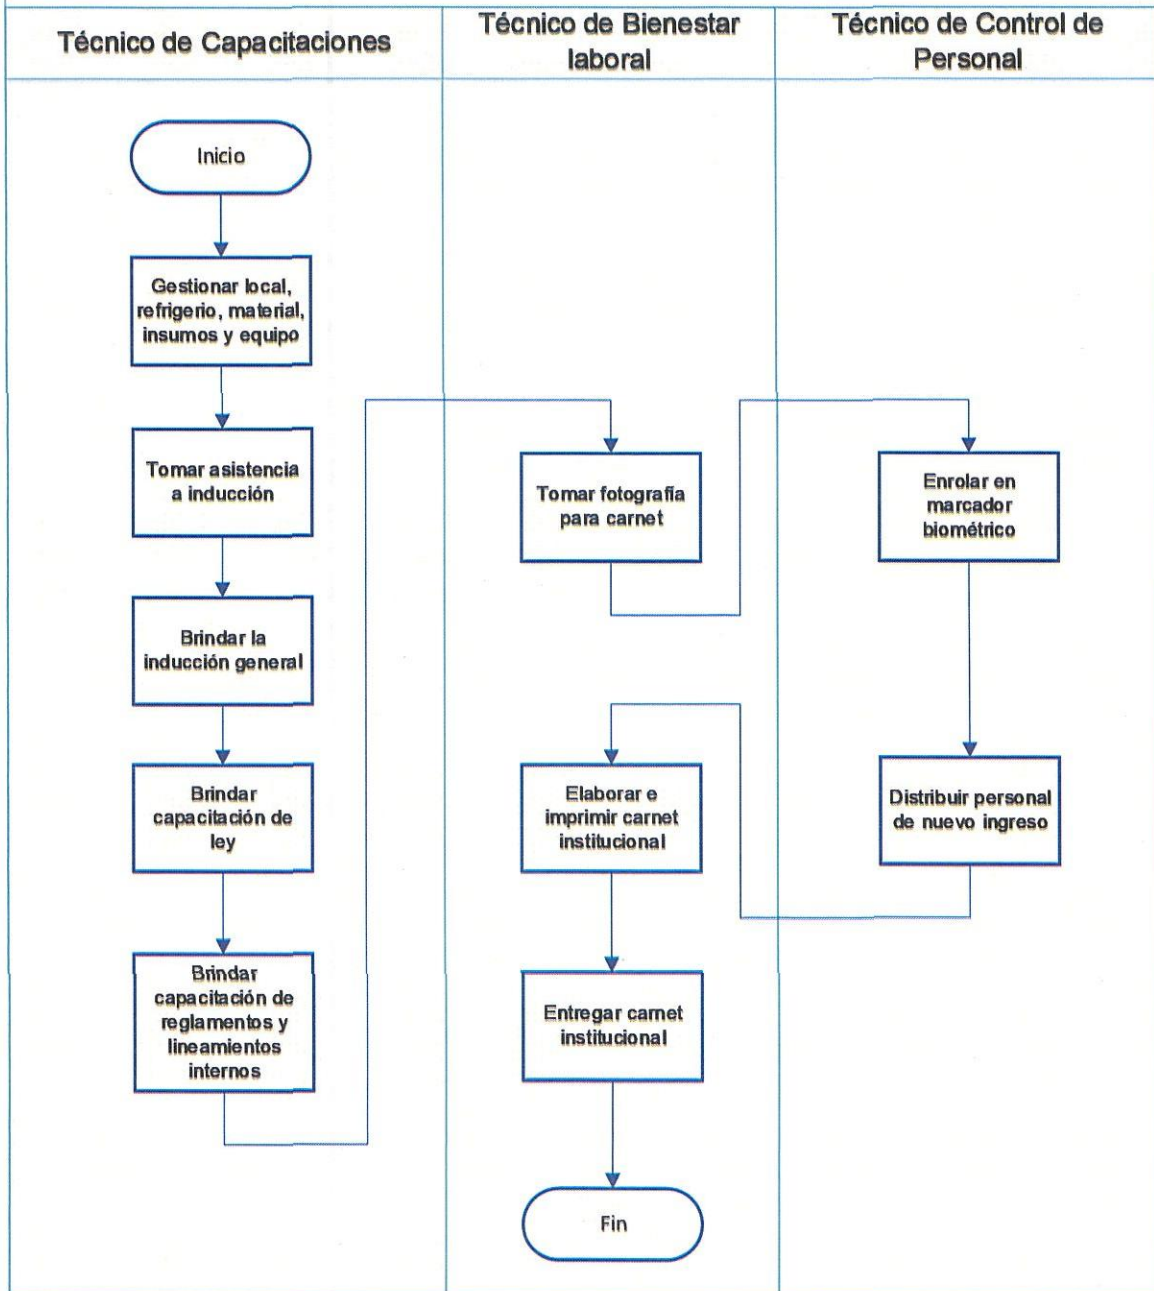 Técnico de Capacitaciones
Técnico de Bienestar
laboral
Técnico de Control de
Personal
Inicio
Gestionar local,
refrigerio, material,
insumos y equipo
Tomar asistencia
a inducción
Brindar la
inducción general
Brindar
capacitación de
ley
Brindar
capacitación de
reglamentos y
lineamientos
internos
Tomar fotografía
para carnet
Enrolar en
marcador
biométrico
Distribuir personal
de nuevo ingreso
Elaborar e
imprimir carnet
institucional
Entregar carnet
institucional
Fin